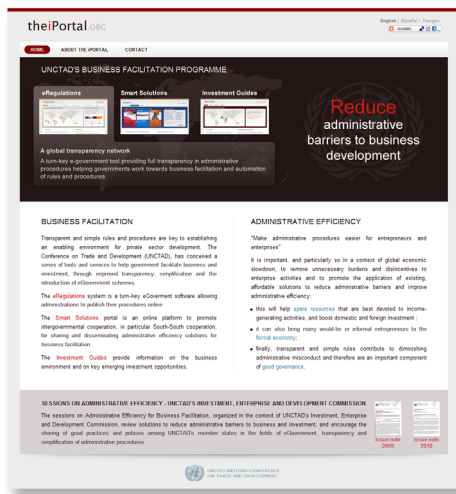 theiPortal.ORG
English | Español | Français
SHARE
HOME
ABOUT THE iPORTAL
CONTACT
UNCTAD'S BUSINESS FACILITATION PROGRAMME
eRegulations
Smart Solutions
Investment Guides
A global transparency network
A turn-key e-government tool providing full transparency in administrative
procedures helping governments work towards business facilitation and automation
of rules and procedures
Reduce
administrative
barriers to business
development
BUSINESS FACILITATION
Transparent and simple rules and procedures are key to establishing
an enabling environment for private sector development. The
Conference on Trade and Development (UNCTAD), has conceived a
series of tools and services to help government facilitate business and
investment, through improved transparency, simplification and the
introduction of eGovernment schemes.
The eRegulations system is a turn-key eGovernment software allowing
administrations to publish their procedures online.
The Smart Solutions portal is an online platform to promote
intergovernmental cooperation, in particular South-South cooperation,
for sharing and disseminating administrative efficiency solutions for
business facilitation.
The Investment Guides provide information on the business
environment and on key emerging investment opportunities.
ADMINISTRATIVE EFFICIENCY
"Make administrative procedures easier for entrepreneurs and
enterprises"
It is important, and particularly so in a context of global economic
slowdown, to remove unnecessary burdens and disincentives to
enterprise activities and to promote the application of existing,
affordable solutions to reduce administrative barriers and improve
administrative efficiency:
this will help spare resources that are best devoted to income-
generating activities, and boost domestic and foreign investment ;
it can also bring many would-be or informal entrepreneurs to the
formal economy;
finally, transparent and simple rules contribute to diminishing
administrative misconduct and therefore are an important component
of good governance.
SESSIONS ON ADMINISTRATIVE EFFICIENCY - UNCTAD'S INVESTMENT, ENTERPRISE AND DEVELOPMENT COMMISSION
The sessions on Administrative Efficiency for Business Facilitation, organized in the context of UNCTAD's Investment, Enterprise
and Development Commission, review solutions to reduce administrative barriers to business and investment, and encourage the
sharing of good practices and policies among UNCTAD's member states in the fields of eGovernment, transparency and
simplification of administrative procedures
Issue note
2009
Issue note
2010
UNITED NATIONS CONFERENCE
ON TRADE AND DEVELOPMENT